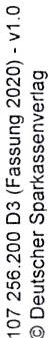 107 256.200 D3 (Fassung 2020) - v1.0
© Deutscher Sparkassenverlag